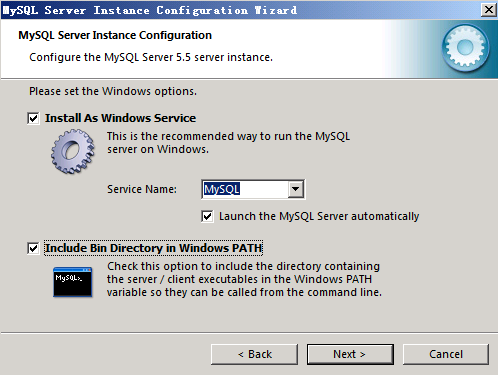 MySQL Server Instance Configuration Wizard
MySQL Server Instance Configuration
Configure the MySQL Server 5.5 server instance.
Please set the Windows options.
Install As Windows Service
This is the recommended way to run the MySQL
server on Windows.
Service Name:
MySQL
Launch the MySQL Server automatically
Include Bin Directory in Windows PATH
MySQL>_
Check this option to include the directory containing
the server / client executables in the Windows PATH
variable so they can be called from the command line.
< Back
Next >
Cancel